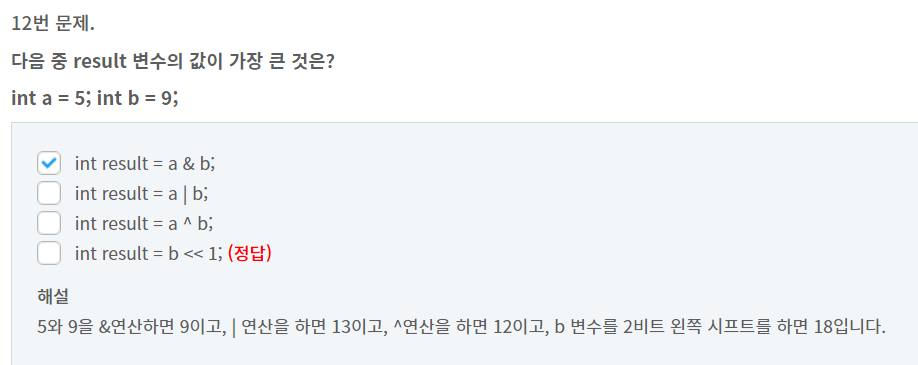 12번 문제.
다음 중 result 변수의 값이 가장 큰 것은?
int a = 5; int b = 9;
int result = a & b;
int result = a | b;
int result = a ^ b;
int result = b << 1; (정답)
해설
5와 9을 &연산하면 9이고, | 연산을 하면 13이고, ^연산을 하면 12이고, b 변수를 2비트 왼쪽 시프트를 하면 18입니다.